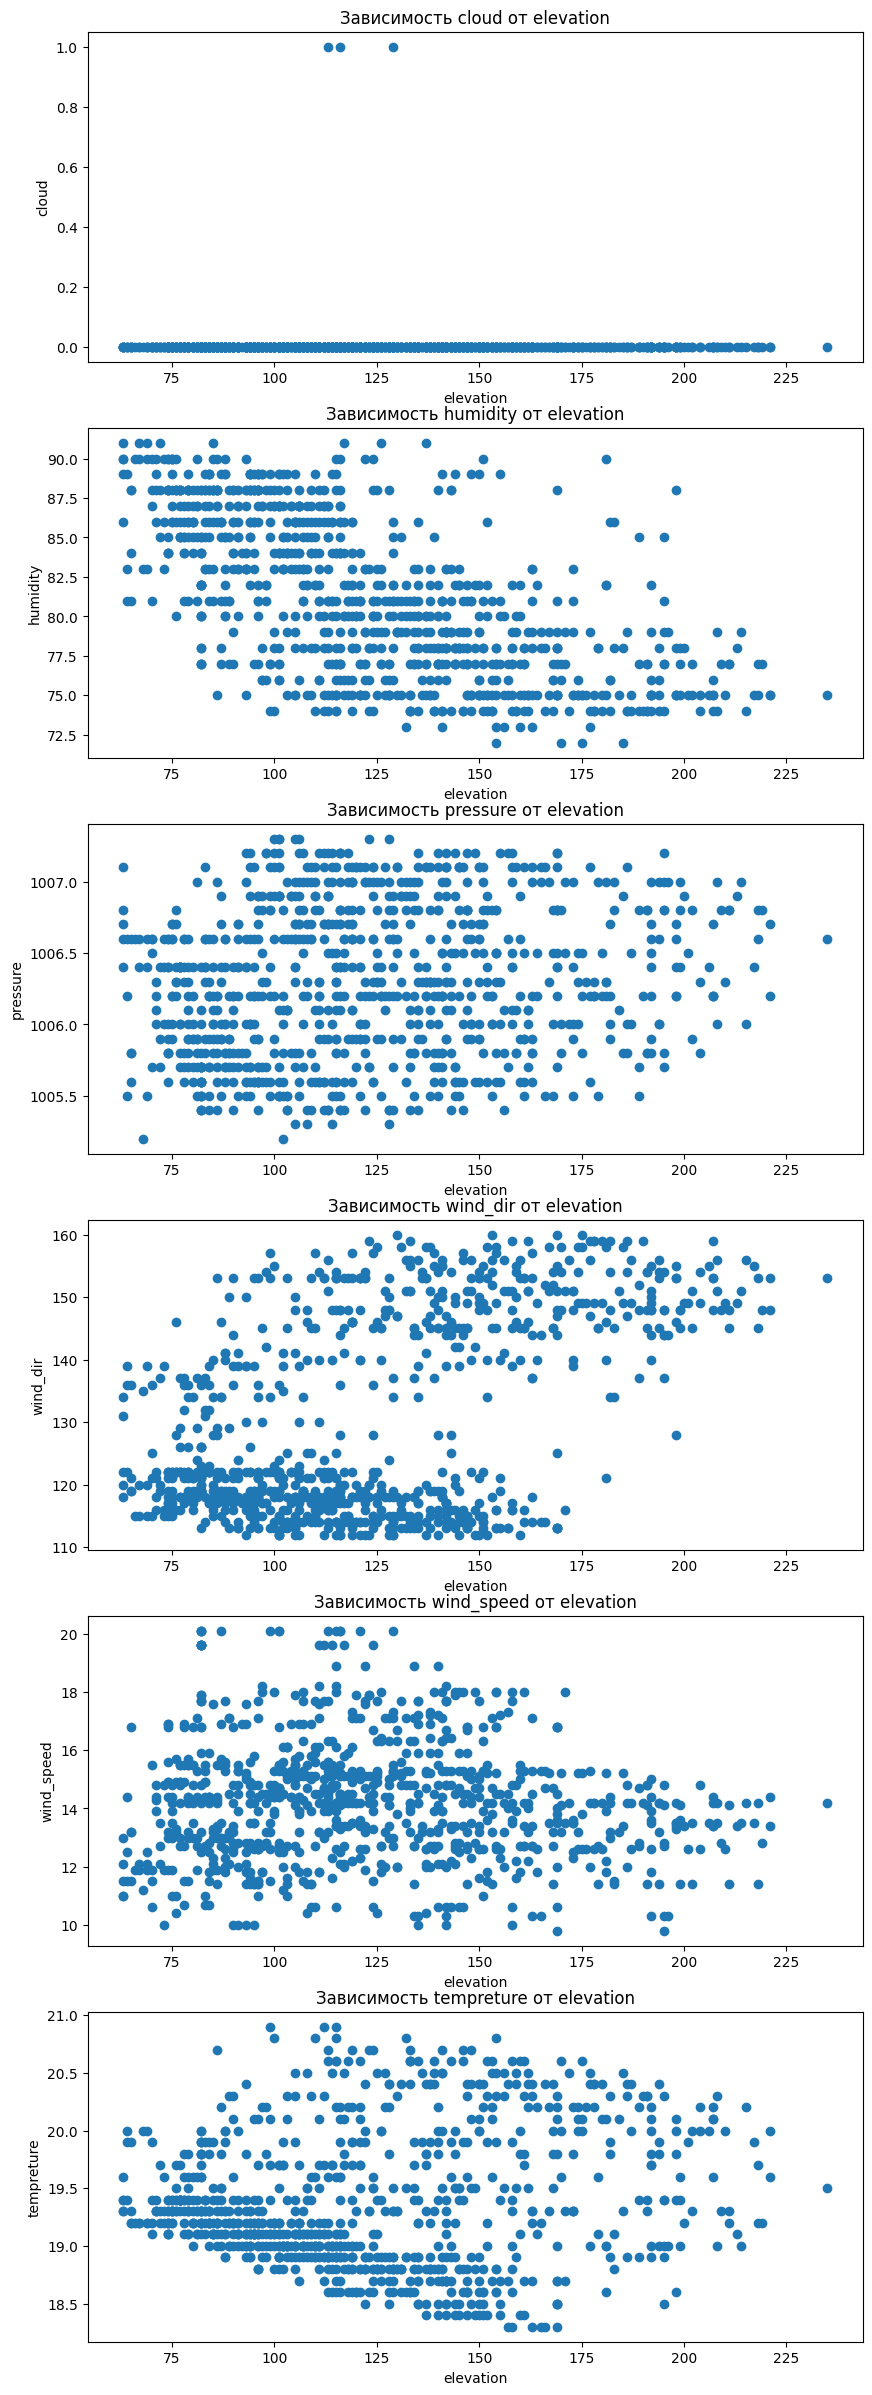 Зависимость cloud от elevation
1.0
0.8
0.6
0.4
0.2
0.0
cloud
75 100 125 150 175 200 225
elevation
Зависимость humidity от elevation
90.0
87.5
85.0
82.5
80.0
77.5
75.0
72.5
humidity
75 100 125 150 175 200 225
elevation
Зависимость pressure от elevation
1007.0
1006.5
1006.0
1005.5
pressure
75 100 125 150 175 200 225
elevation
Зависимость wind_dir от elevation
160
150
140
130
120
110
wind_dir
75 100 125 150 175 200 225
elevation
Зависимость wind_speed от elevation
20
18
16
14
12
10
wind_speed
75 100 125 150 175 200 225
elevation
Зависимость tempreture от elevation
21.0
20.5
20.0
19.5
19.0
18.5
tempreture
75 100 125 150 175 200 225
elevation